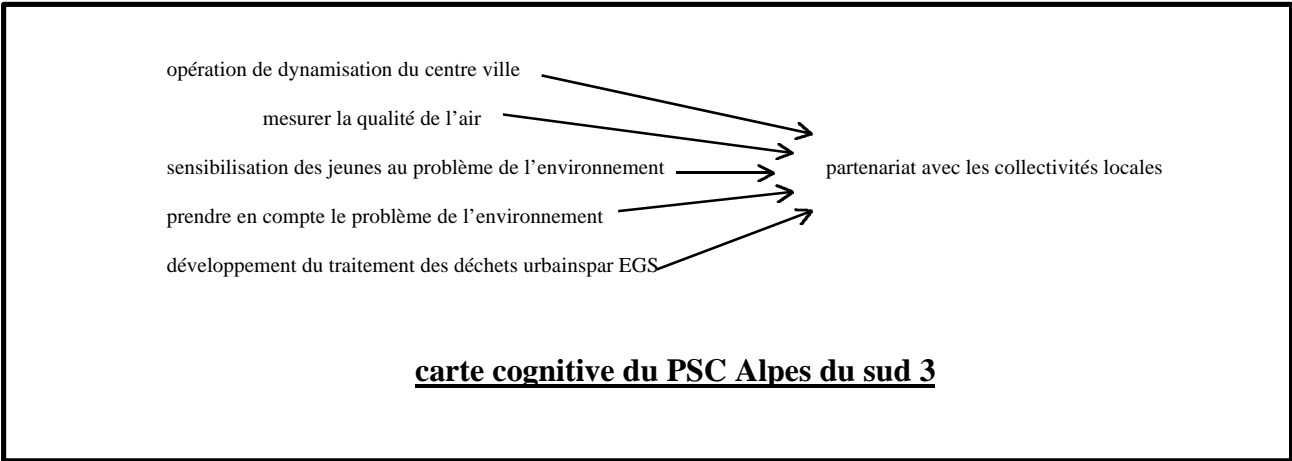 opération de dynamisation du centre ville
mesurer la qualité de l’air
sensibilisation des jeunes au problème de l’environnement
partenariat avec les collectivités locales
prendre en compte le problème de l’environnement
développement du traitement des déchets urbainspar EGS
carte cognitive du PSC Alpes du sud 3